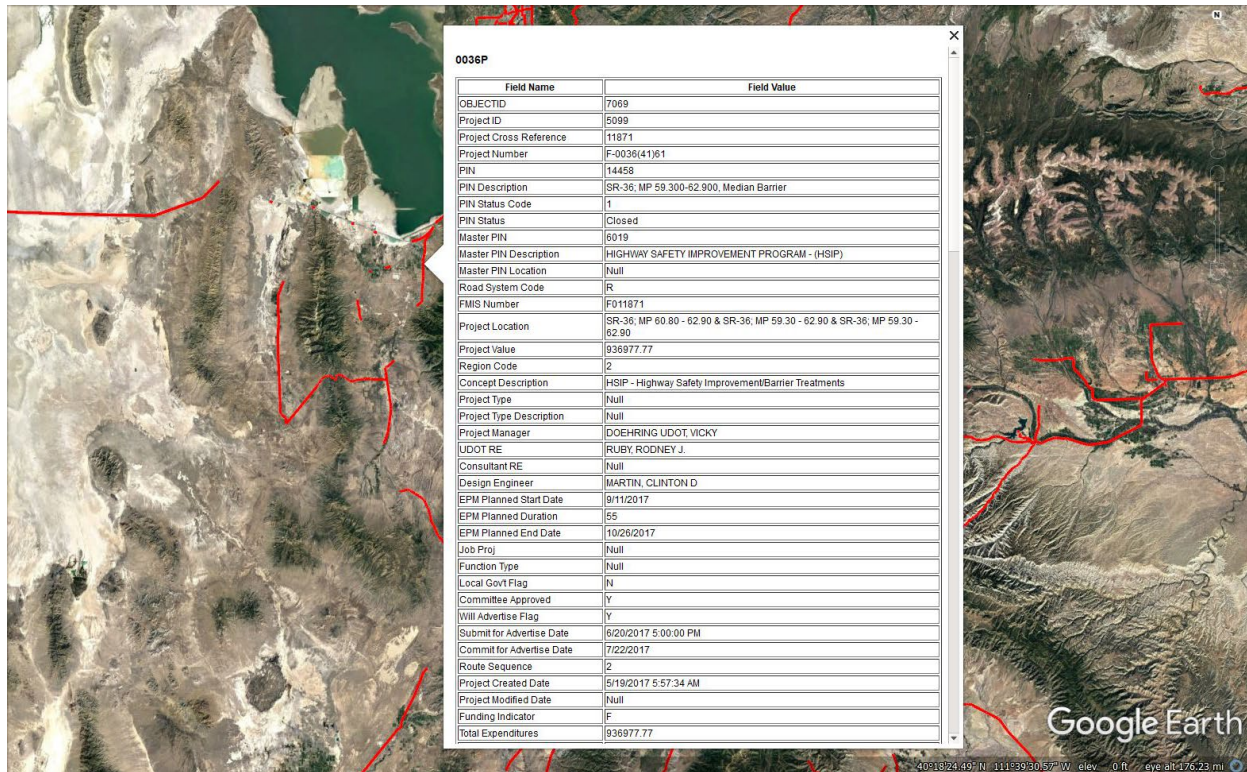 N
0036P
Field Name Field Value
OBJECTID 7069
Project ID 5099
Project Cross Reference 11871
Project Number F-0036(41)61
PIN 14458
PIN Description SR-36; MP 59.300-62.900, Median Barrier
PIN Status Code 1
PIN Status Closed
Master PIN 6019
Master PIN Description HIGHWAY SAFETY IMPROVEMENT PROGRAM - (HSIP)
Master PIN Location Null
Road System Code R
FMIS Number F011871
Project Location SR-36; MP 60.80 - 62.90 & SR-36; MP 59.30 - 62.90 & SR-36; MP 59.30 -
62.90
Project Value 936977.77
Region Code 2
Concept Description HSIP - Highway Safety Improvement/Barrier Treatments
Project Type Null
Project Type Description Null
Project Manager DOEHRING UDOT, VICKY
UDOT RE RUBY, RODNEY J.
Consultant RE Null
Design Engineer MARTIN, CLINTON D
EPM Planned Start Date 9/11/2017
EPM Planned Duration 55
EPM Planned End Date 10/26/2017
Job Proj Null
Function Type Null
Local Gov't Flag N
Committee Approved Y
Will Advertise Flag Y
Submit for Advertise Date 6/20/2017 5:00:00 PM
Commit for Advertise Date 7/22/2017
Route Sequence 2
Project Created Date 5/19/2017 5:57:34 AM
Project Modified Date Null
Funding Indicator F
Total Expenditures 936977.77
Google Earth
40°18'24.49" N 111°39'30.57" W elev 0 ft eye alt 176.23 mi